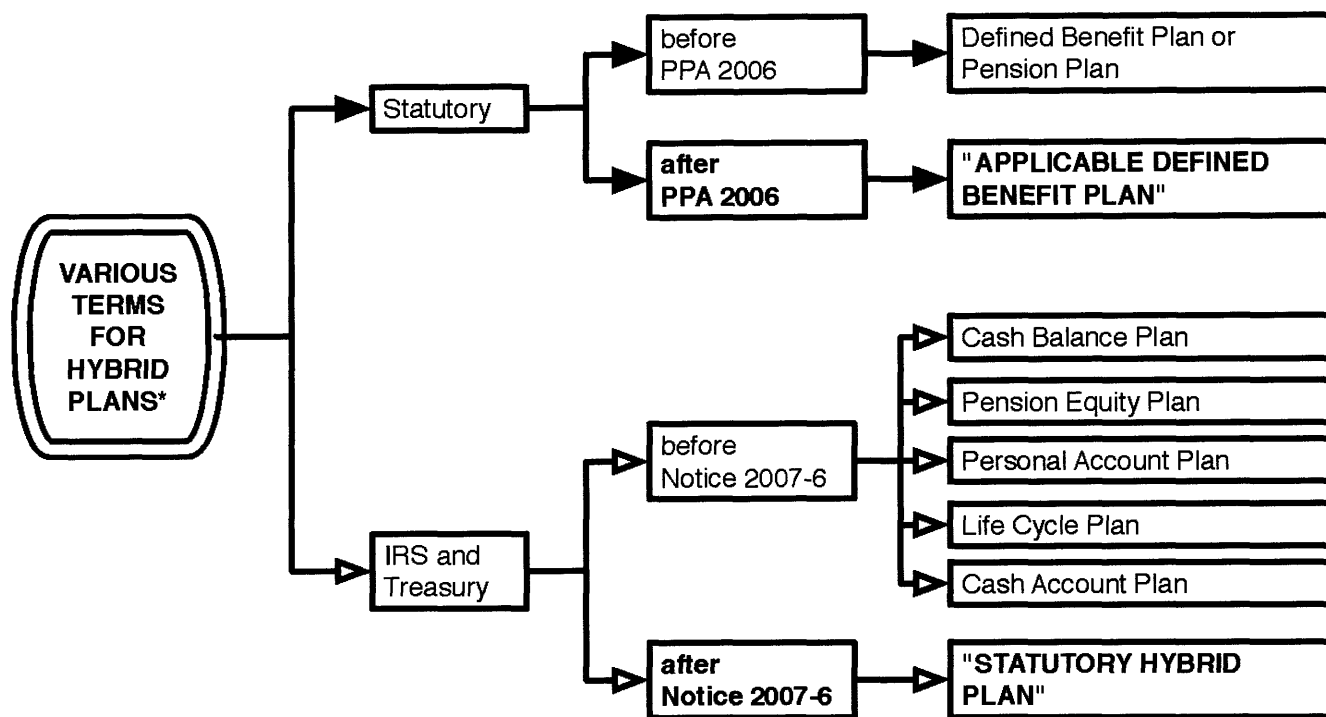 VARIOUS
TERMS
FOR
HYBRID
PLANS*
Statutory
before
PPA 2006
Defined Benefit Plan or
Pension Plan
after
PPA 2006
"APPLICABLE DEFINED
BENEFIT PLAN"
IRS and
Treasury
before
Notice 2007-6
Cash Balance Plan
Pension Equity Plan
Personal Account Plan
Life Cycle Plan
Cash Account Plan
after
Notice 2007-6
"STATUTORY HYBRID
PLAN"